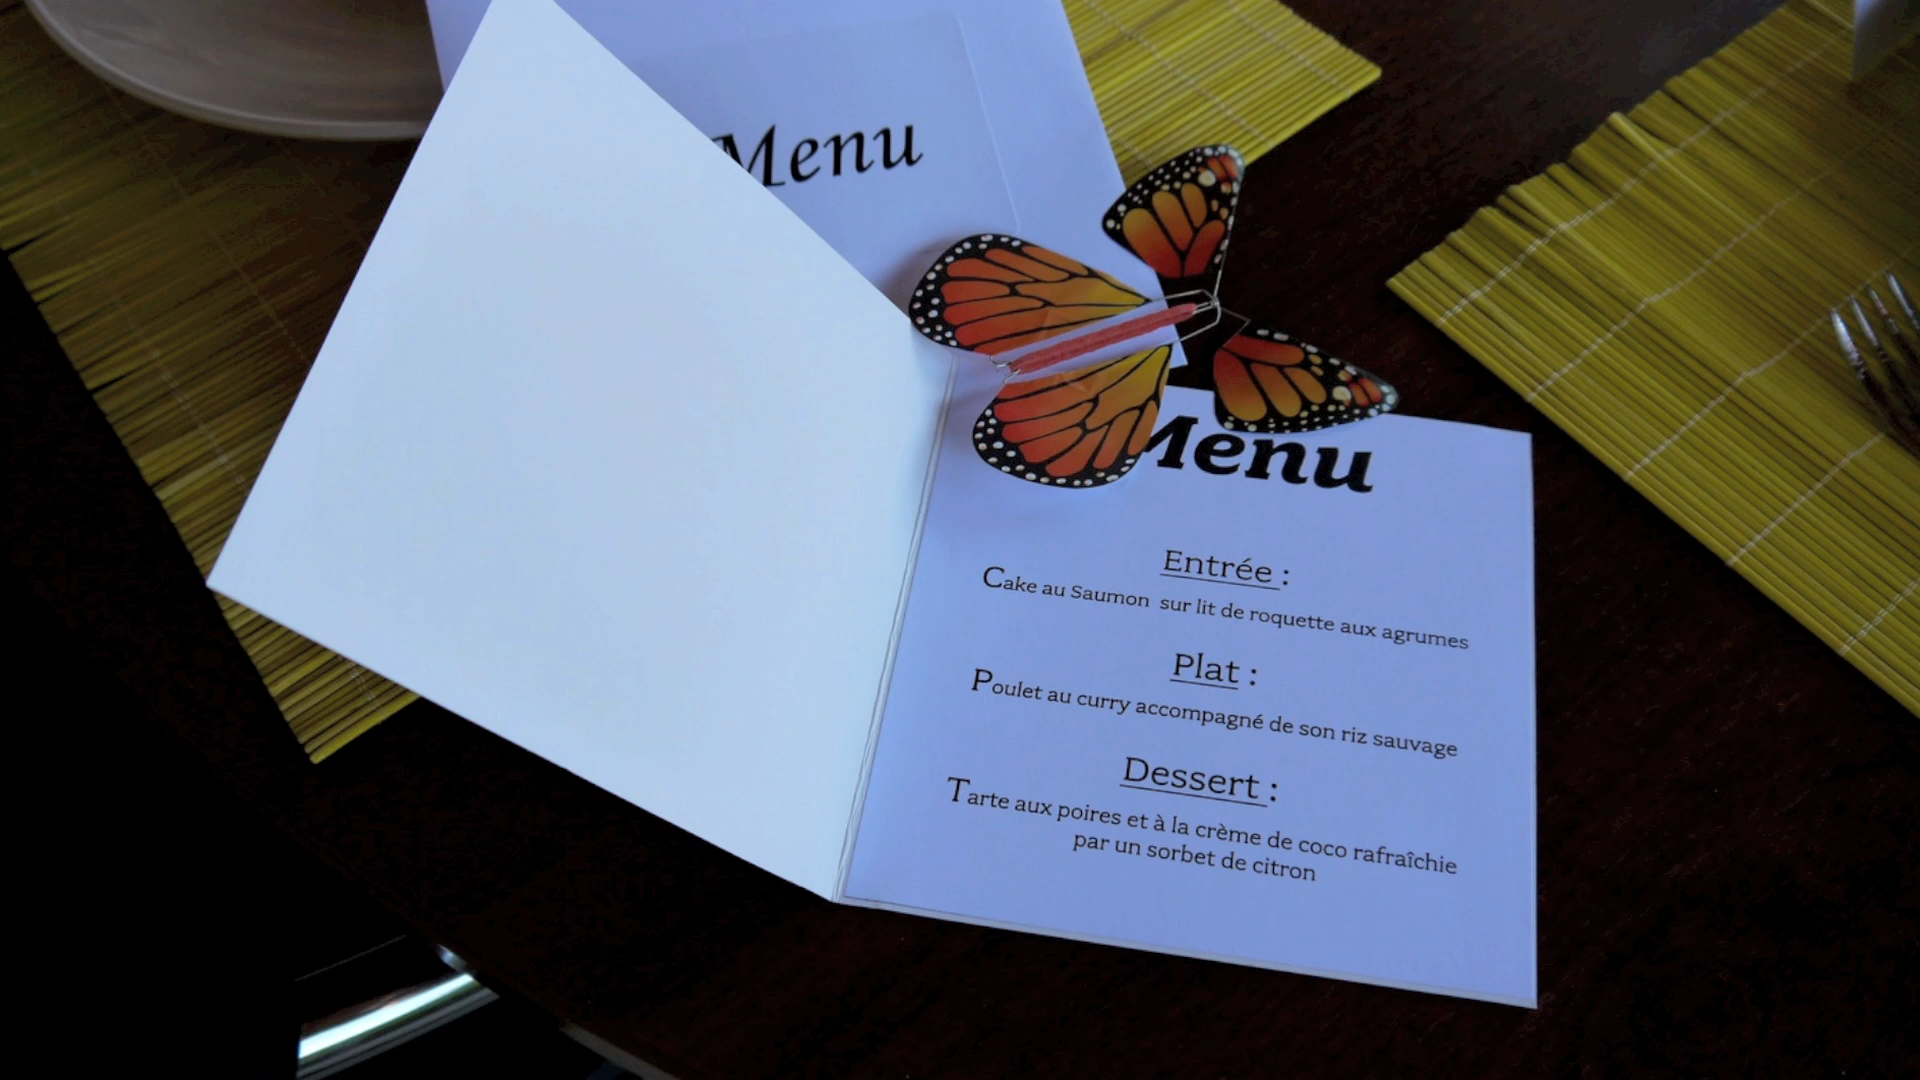 Menu
Menu
Entrée :
Cake au Saumon sur lit de roquette aux agrumes
Plat :
Poulet au curry accompagné de son riz sauvage
Dessert :
Tarte aux poires et à la crème de coco rafraîchie
par un sorbet de citron